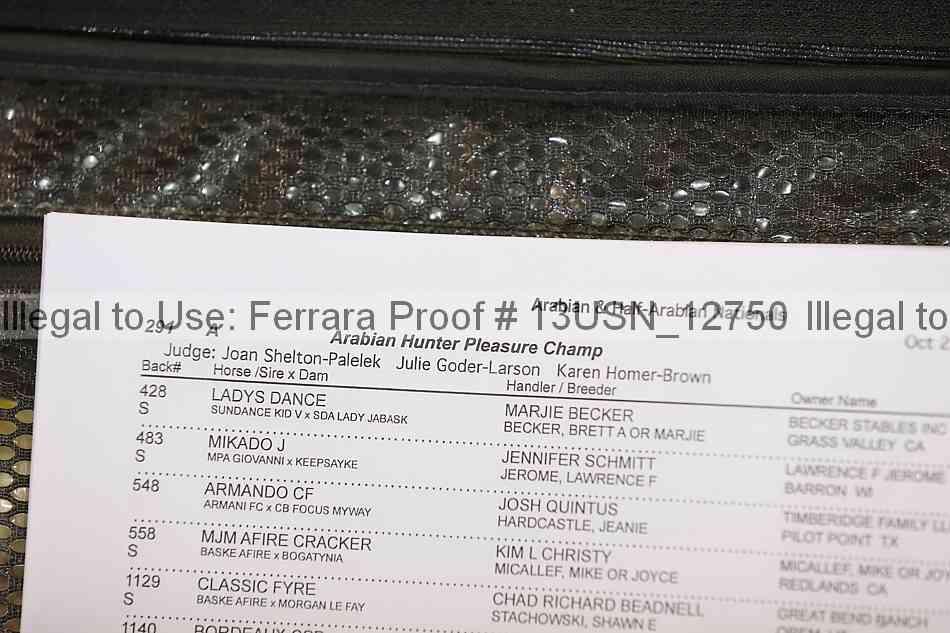 Arabian & Half-Arabian Nationals
Illegal to Use: Ferrara Proof # 13USN_12750 Illegal to
294 A Oct 2
Arabian Hunter Pleasure Champ
Judge: Joan Shelton-Palelek Julie Goder-Larson Karen Homer-Brown
Back# Horse /Sire x Dam Handler / Breeder Owner Name
428 LADYS DANCE MARJIE BECKER BECKER STABLES INC
S SUNDANCE KID V x SDA LADY JABASK BECKER, BRETT A OR MARJIE GRASS VALLEY CA
483 MIKADO J JENNIFER SCHMITT LAWRENCE F JEROME
S MPA GIOVANNI x KEEPSAYKE JEROME, LAWRENCE F BARRON WI
548 ARMANDO CF JOSH QUINTUS TIMBERIDGE FAMILY LL
ARMANI FC x CB FOCUS MYWAY HARDCASTLE, JEANIE PILOT POINT TX
558 MJM AFIRE CRACKER KIM L CHRISTY MICALLEF, MIKE OR JOY
S BASKE AFIRE x BOGATYNIA MICALLEF, MIKE OR JOYCE REDLANDS CA
1129 CLASSIC FYRE CHAD RICHARD BEADNELL GREAT BEND RANCH
S BASKE AFIRE x MORGAN LE FAY STACHOWSKI, SHAWN E
1140 BORDEAUX